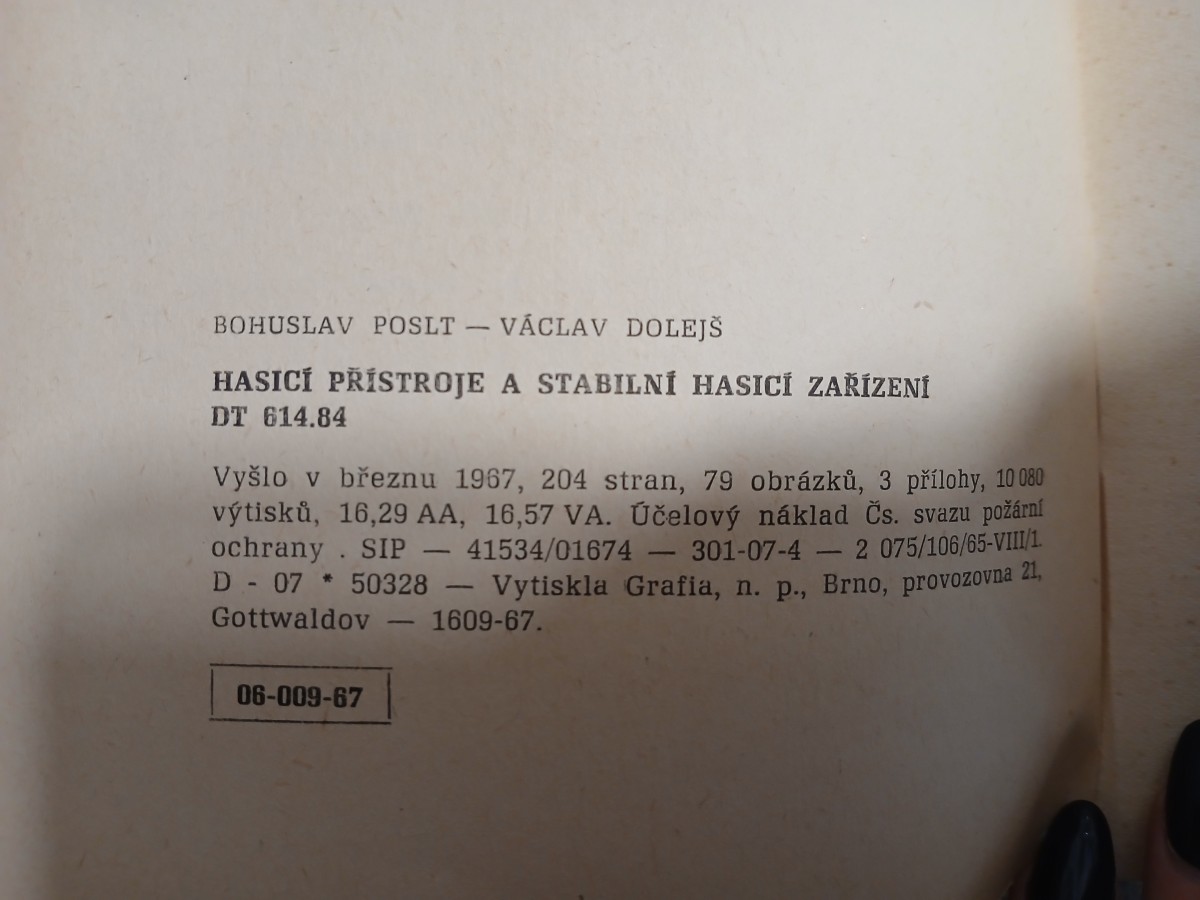 BOHUSLAV POSLT — VÁCLAV DOLEJŠ
HASICÍ PŘÍSTROJE A STABILNÍ HASICÍ ZAŘÍZENÍ
DT 614.84
Vyšlo v březnu 1967, 204 stran, 79 obrázků, 3 přílohy, 10 080
výtisků, 16,29 AA, 16,57 VA. Účelový náklad Čs. svazu požární
ochrany . SIP — 41534/01674 — 301-07-4 — 2 075/106/65-VIII/1.
D - 07 * 50328 — Vytiskla Grafia, n. p., Brno, provozovna 21,
Gottwaldov — 1609-67.
06-009-67